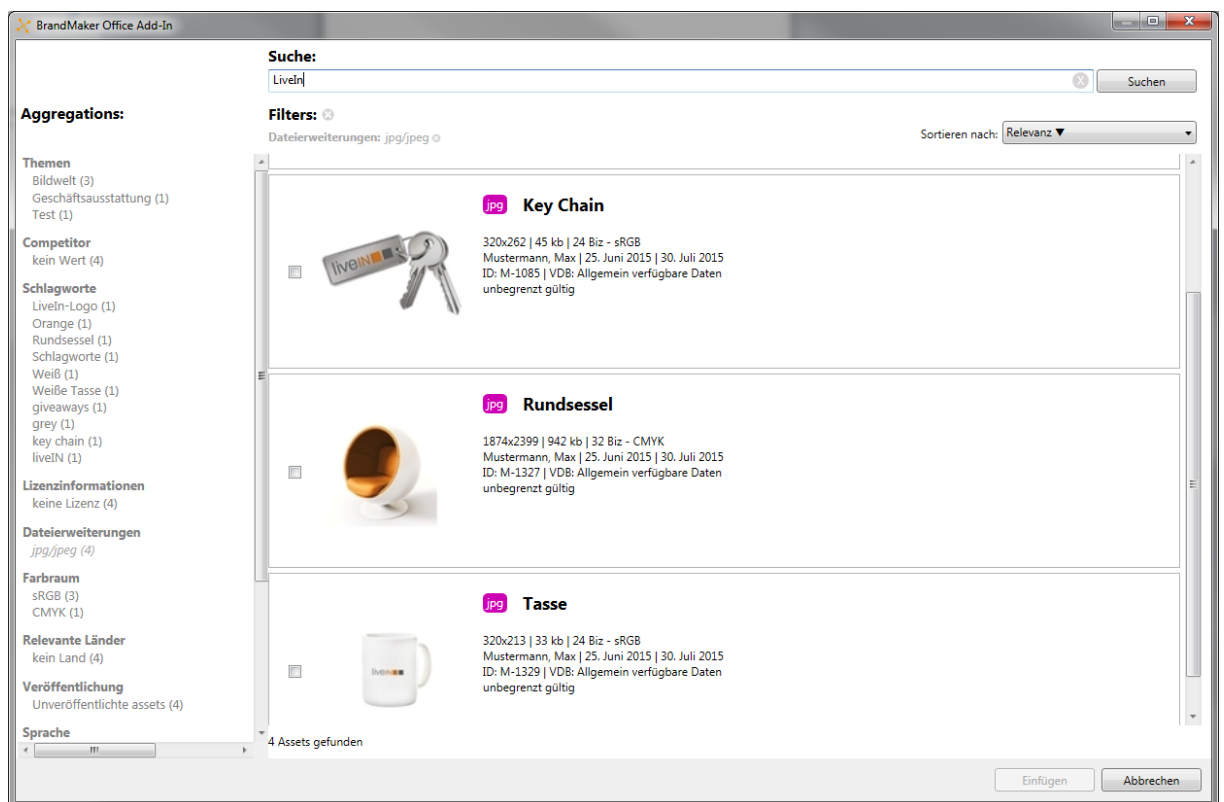 BrandMaker Office Add-In
Suche:
LiveIn
Suchen
Aggregations:
Filters:
Dateierweiterungen: jpg/jpeg
Sortieren nach: Relevanz ▼
Themen
Bildwelt (3)
Geschäftsausstattung (1)
Test (1)
Competitor
kein Wert (4)
Schlagworte
LiveIn-Logo (1)
Orange (1)
Rundsessel (1)
Schlagworte (1)
Weiß (1)
Weiße Tasse (1)
giveaways (1)
grey (1)
key chain (1)
liveIN (1)
Lizenzinformationen
keine Lizenz (4)
Dateierweiterungen
jpg/jpeg (4)
Farbraum
sRGB (3)
CMYK (1)
Relevante Länder
kein Land (4)
Veröffentlichung
Unveröffentlichte assets (4)
Sprache
jpg Key Chain
liveIN
320x262 | 45 kb | 24 Biz - sRGB
Mustermann, Max | 25. Juni 2015 | 30. Juli 2015
ID: M-1085 | VDB: Allgemein verfügbare Daten
unbegrenzt gültig
jpg Rundsessel
1874x2399 | 942 kb | 32 Biz - CMYK
Mustermann, Max | 25. Juni 2015 | 30. Juli 2015
ID: M-1327 | VDB: Allgemein verfügbare Daten
unbegrenzt gültig
jpg Tasse
liveIN
320x213 | 33 kb | 24 Biz - sRGB
Mustermann, Max | 25. Juni 2015 | 30. Juli 2015
ID: M-1329 | VDB: Allgemein verfügbare Daten
unbegrenzt gültig
4 Assets gefunden
Einfügen
Abbrechen